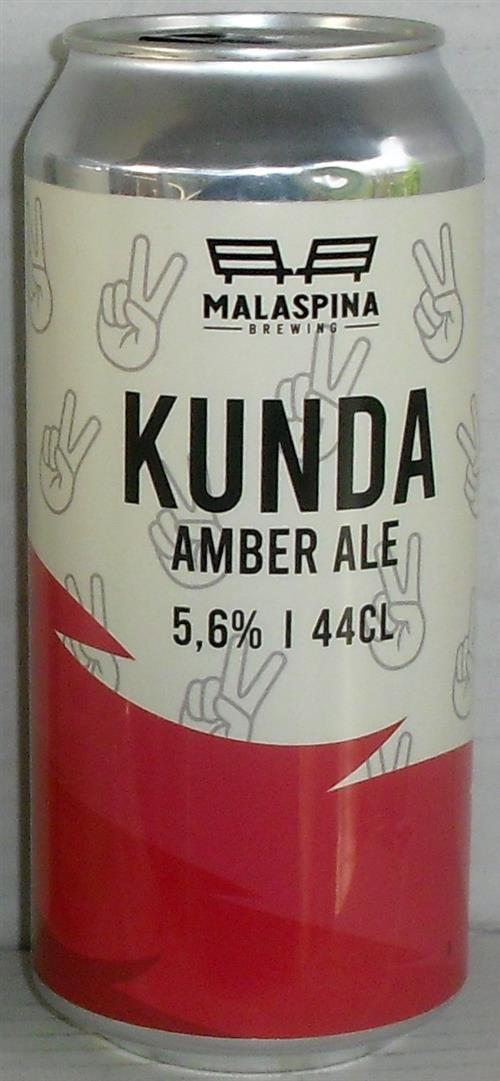 MALASPINA
BREWING
KUNDA
AMBER ALE
5,6% | 44CL